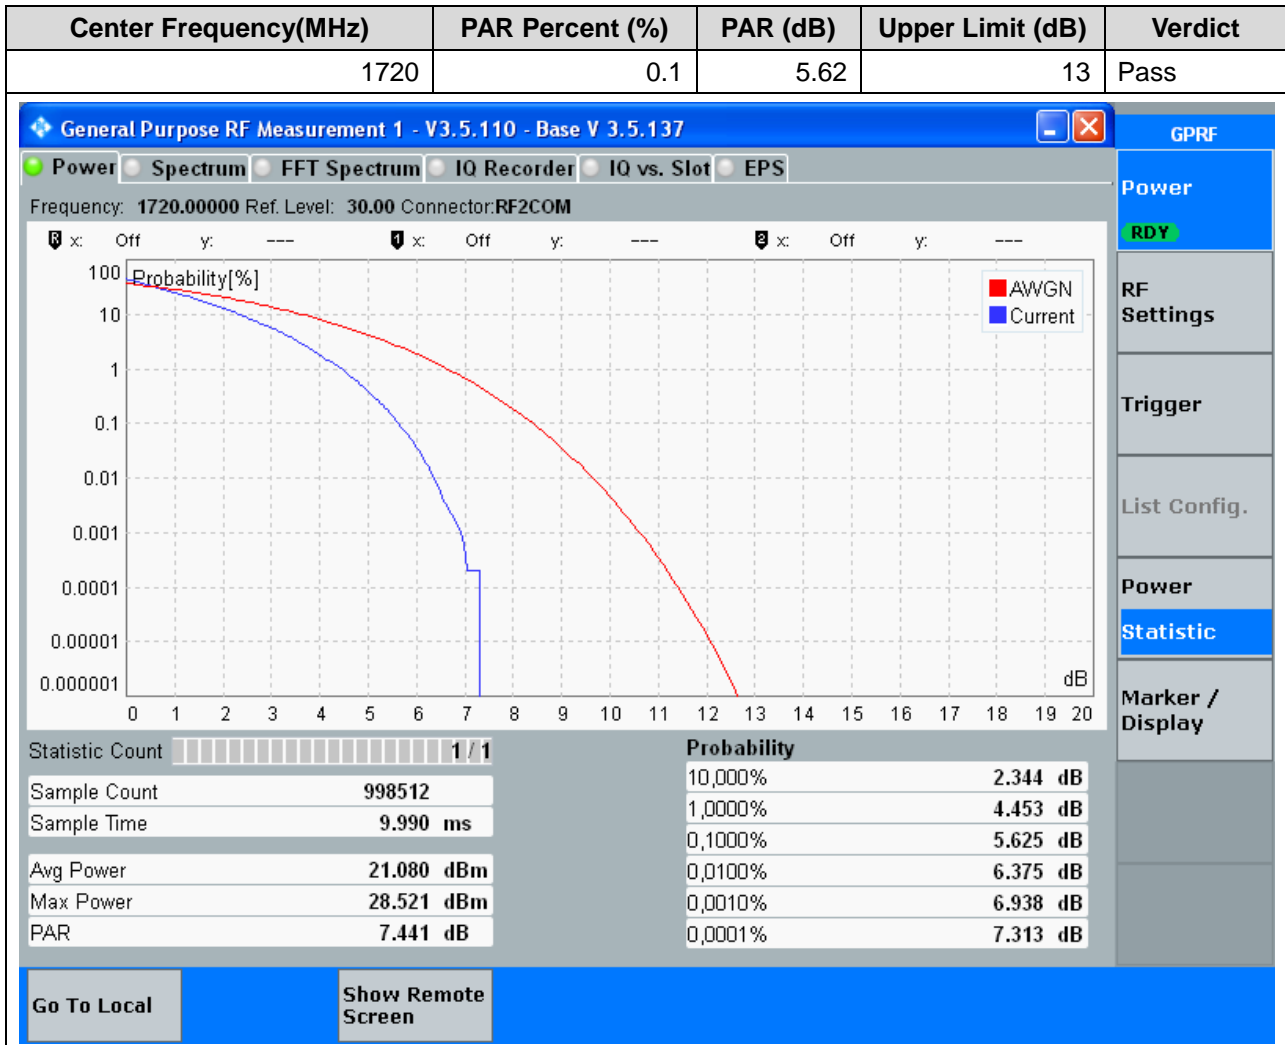 Center Frequency(MHz) PAR Percent (%) PAR (dB) Upper Limit (dB) Verdict
1720 0.1 5.62 13 Pass
General Purpose RF Measurement 1 - V3.5.110 - Base V 3.5.137
GPRF
Power Spectrum FFT Spectrum IQ Recorder IQ vs. Slot EPS
Power
RDY
Frequency: 1720.00000 Ref. Level: 30.00 Connector:RF2COM
R x: Off y: --- 1 x: Off y: --- 2 x: Off y: ---
Probability[%]
AWGN
Current
100
10
1
0.1
0.01
0.001
0.0001
0.00001
0.000001
dB
0 1 2 3 4 5 6 7 8 9 10 11 12 13 14 15 16 17 18 19 20
RF
Settings
Trigger
List Config.
Power
Statistic
Marker /
Display
Statistic Count 1 / 1
Sample Count 998512
Sample Time 9.990 ms
Avg Power 21.080 dBm
Max Power 28.521 dBm
PAR 7.441 dB
Probability
10,000% 2.344 dB
1,0000% 4.453 dB
0,1000% 5.625 dB
0,0100% 6.375 dB
0,0010% 6.938 dB
0,0001% 7.313 dB
Go To Local
Show Remote
Screen